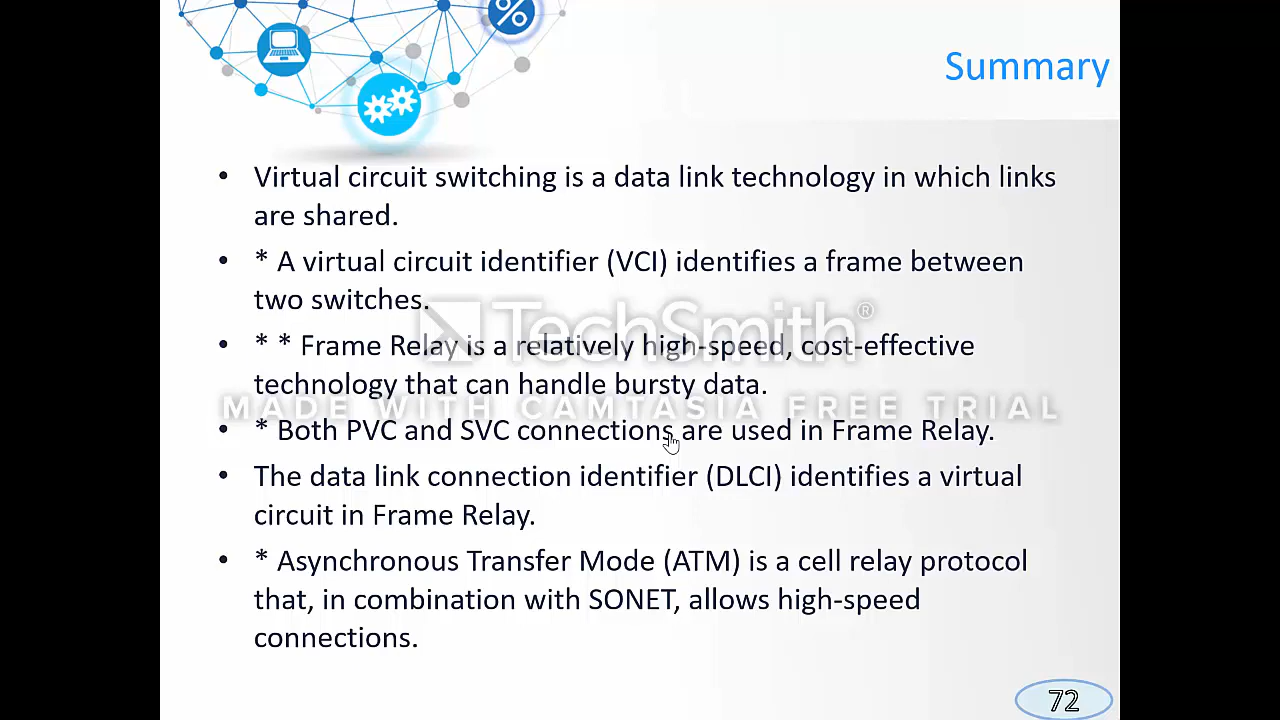 %
Summary
• Virtual circuit switching is a data link technology in which links
are shared.
• * A virtual circuit identifier (VCI) identifies a frame between
two switches.
TechSmith®
• * * Frame Relay is a relatively high-speed, cost-effective
technology that can handle bursty data.
MADE WITH CAMTASIA FREE TRIAL
• * Both PVC and SVC connections are used in Frame Relay.
• The data link connection identifier (DLCI) identifies a virtual
circuit in Frame Relay.
• * Asynchronous Transfer Mode (ATM) is a cell relay protocol
that, in combination with SONET, allows high-speed
connections.
72